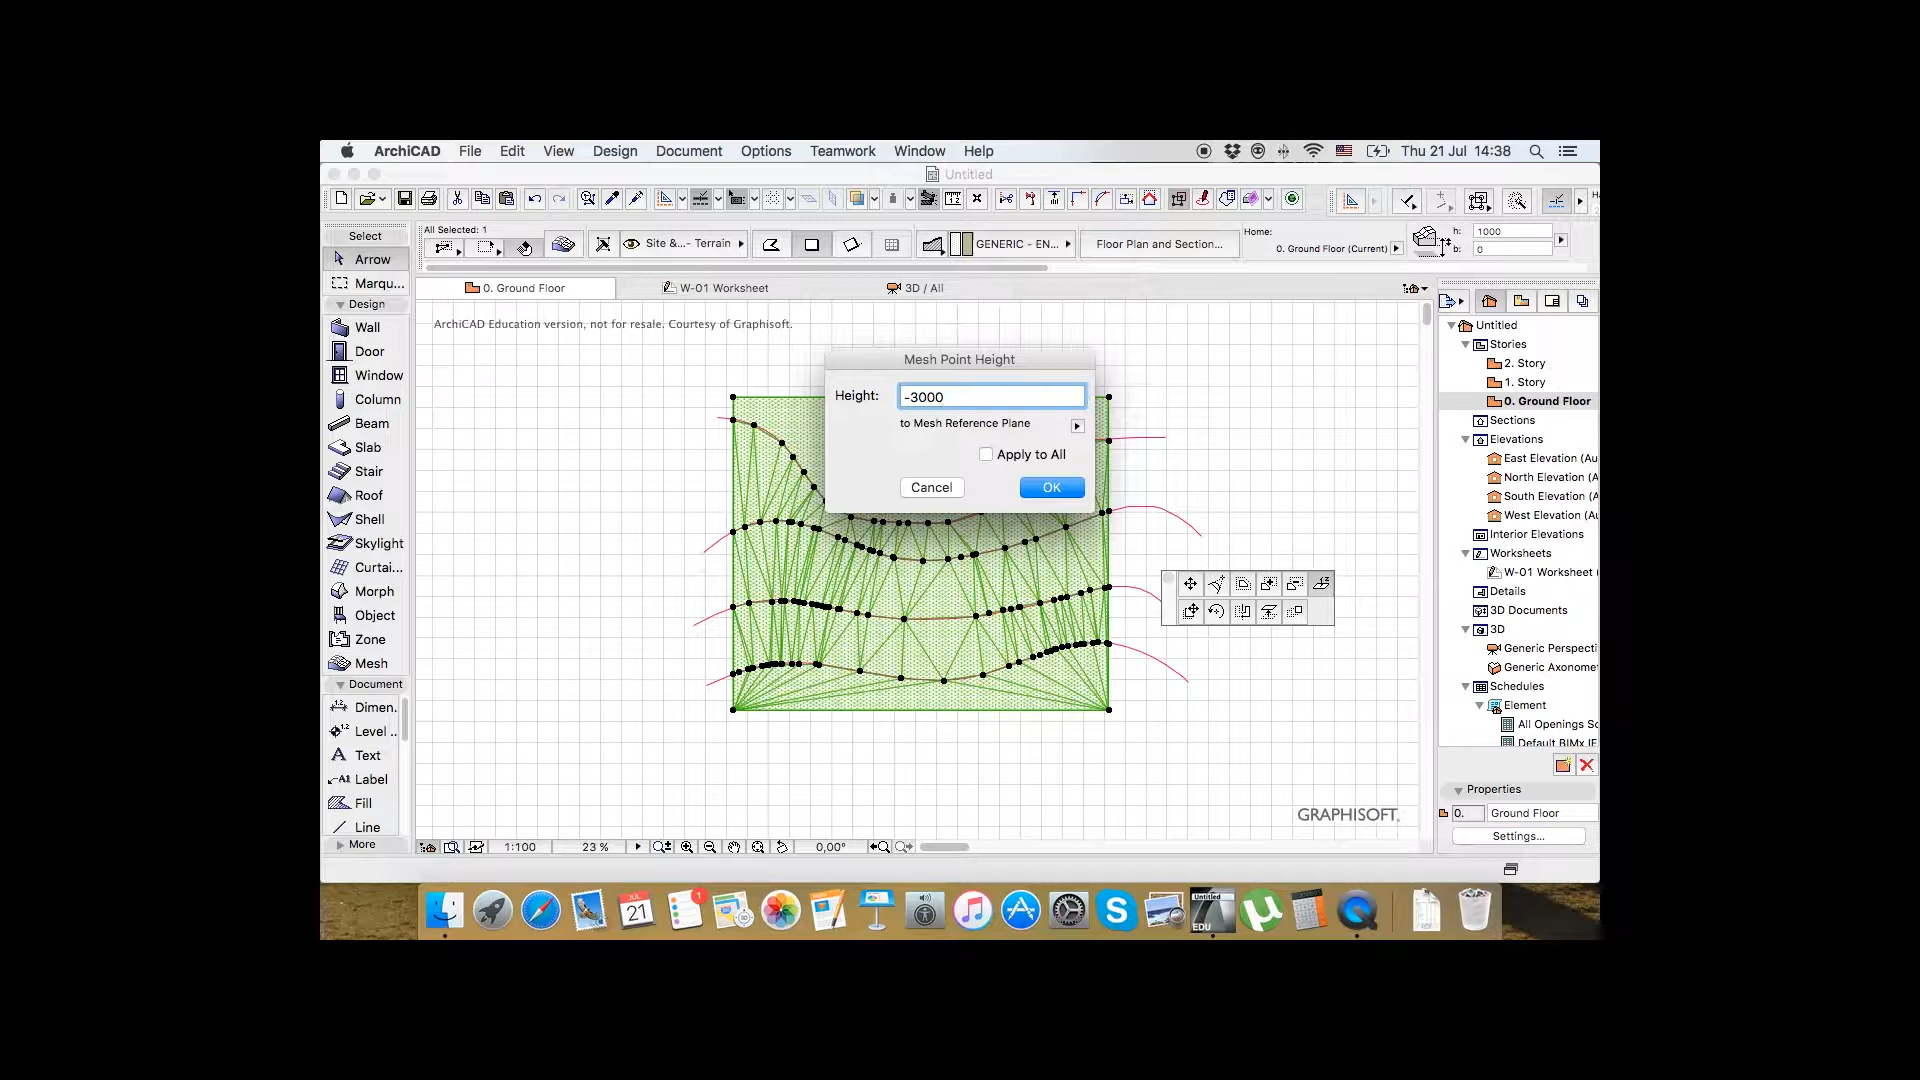 ArchiCAD File Edit View Design Document Options Teamwork Window Help Thu 21 Jul 14:38
Untitled
Select
Arrow
Marqu...
Design
Wall
Door
Window
Column
Beam
Slab
Stair
Roof
Shell
Skylight
Curtai...
Morph
Object
Zone
Mesh
Document
Dimen.
Level ..
Text
Label
Fill
Line
More
All Selected: 1
Site &...- Terrain
GENERIC - EN...
Floor Plan and Section...
Home:
0. Ground Floor (Current)
h: 1000
b: 0
0. Ground Floor
W-01 Worksheet
3D / All
ArchiCAD Education version, not for resale. Courtesy of Graphisoft.
Mesh Point Height
Height: -3000
to Mesh Reference Plane
Apply to All
Cancel OK
GRAPHISOFT.
1:100 23 % 0,00°
Untitled
Stories
2. Story
1. Story
0. Ground Floor
Sections
Elevations
East Elevation (Au
North Elevation (A
South Elevation (A
West Elevation (Au
Interior Elevations
Worksheets
W-01 Worksheet (
Details
3D Documents
3D
Generic Perspecti
Generic Axonomet
Schedules
Element
All Openings Sc
Default BIMx IF
Properties
0. Ground Floor
Settings...
JUL
21
1
Untitled
EDU